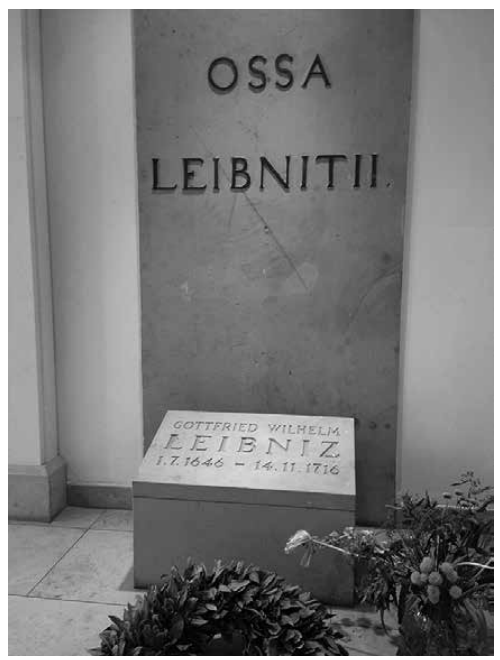 OSSA
LEIBNITII.
GOTTFRIED WILHELM
LEIBNIZ
1.7.1646 – 14.11.1716